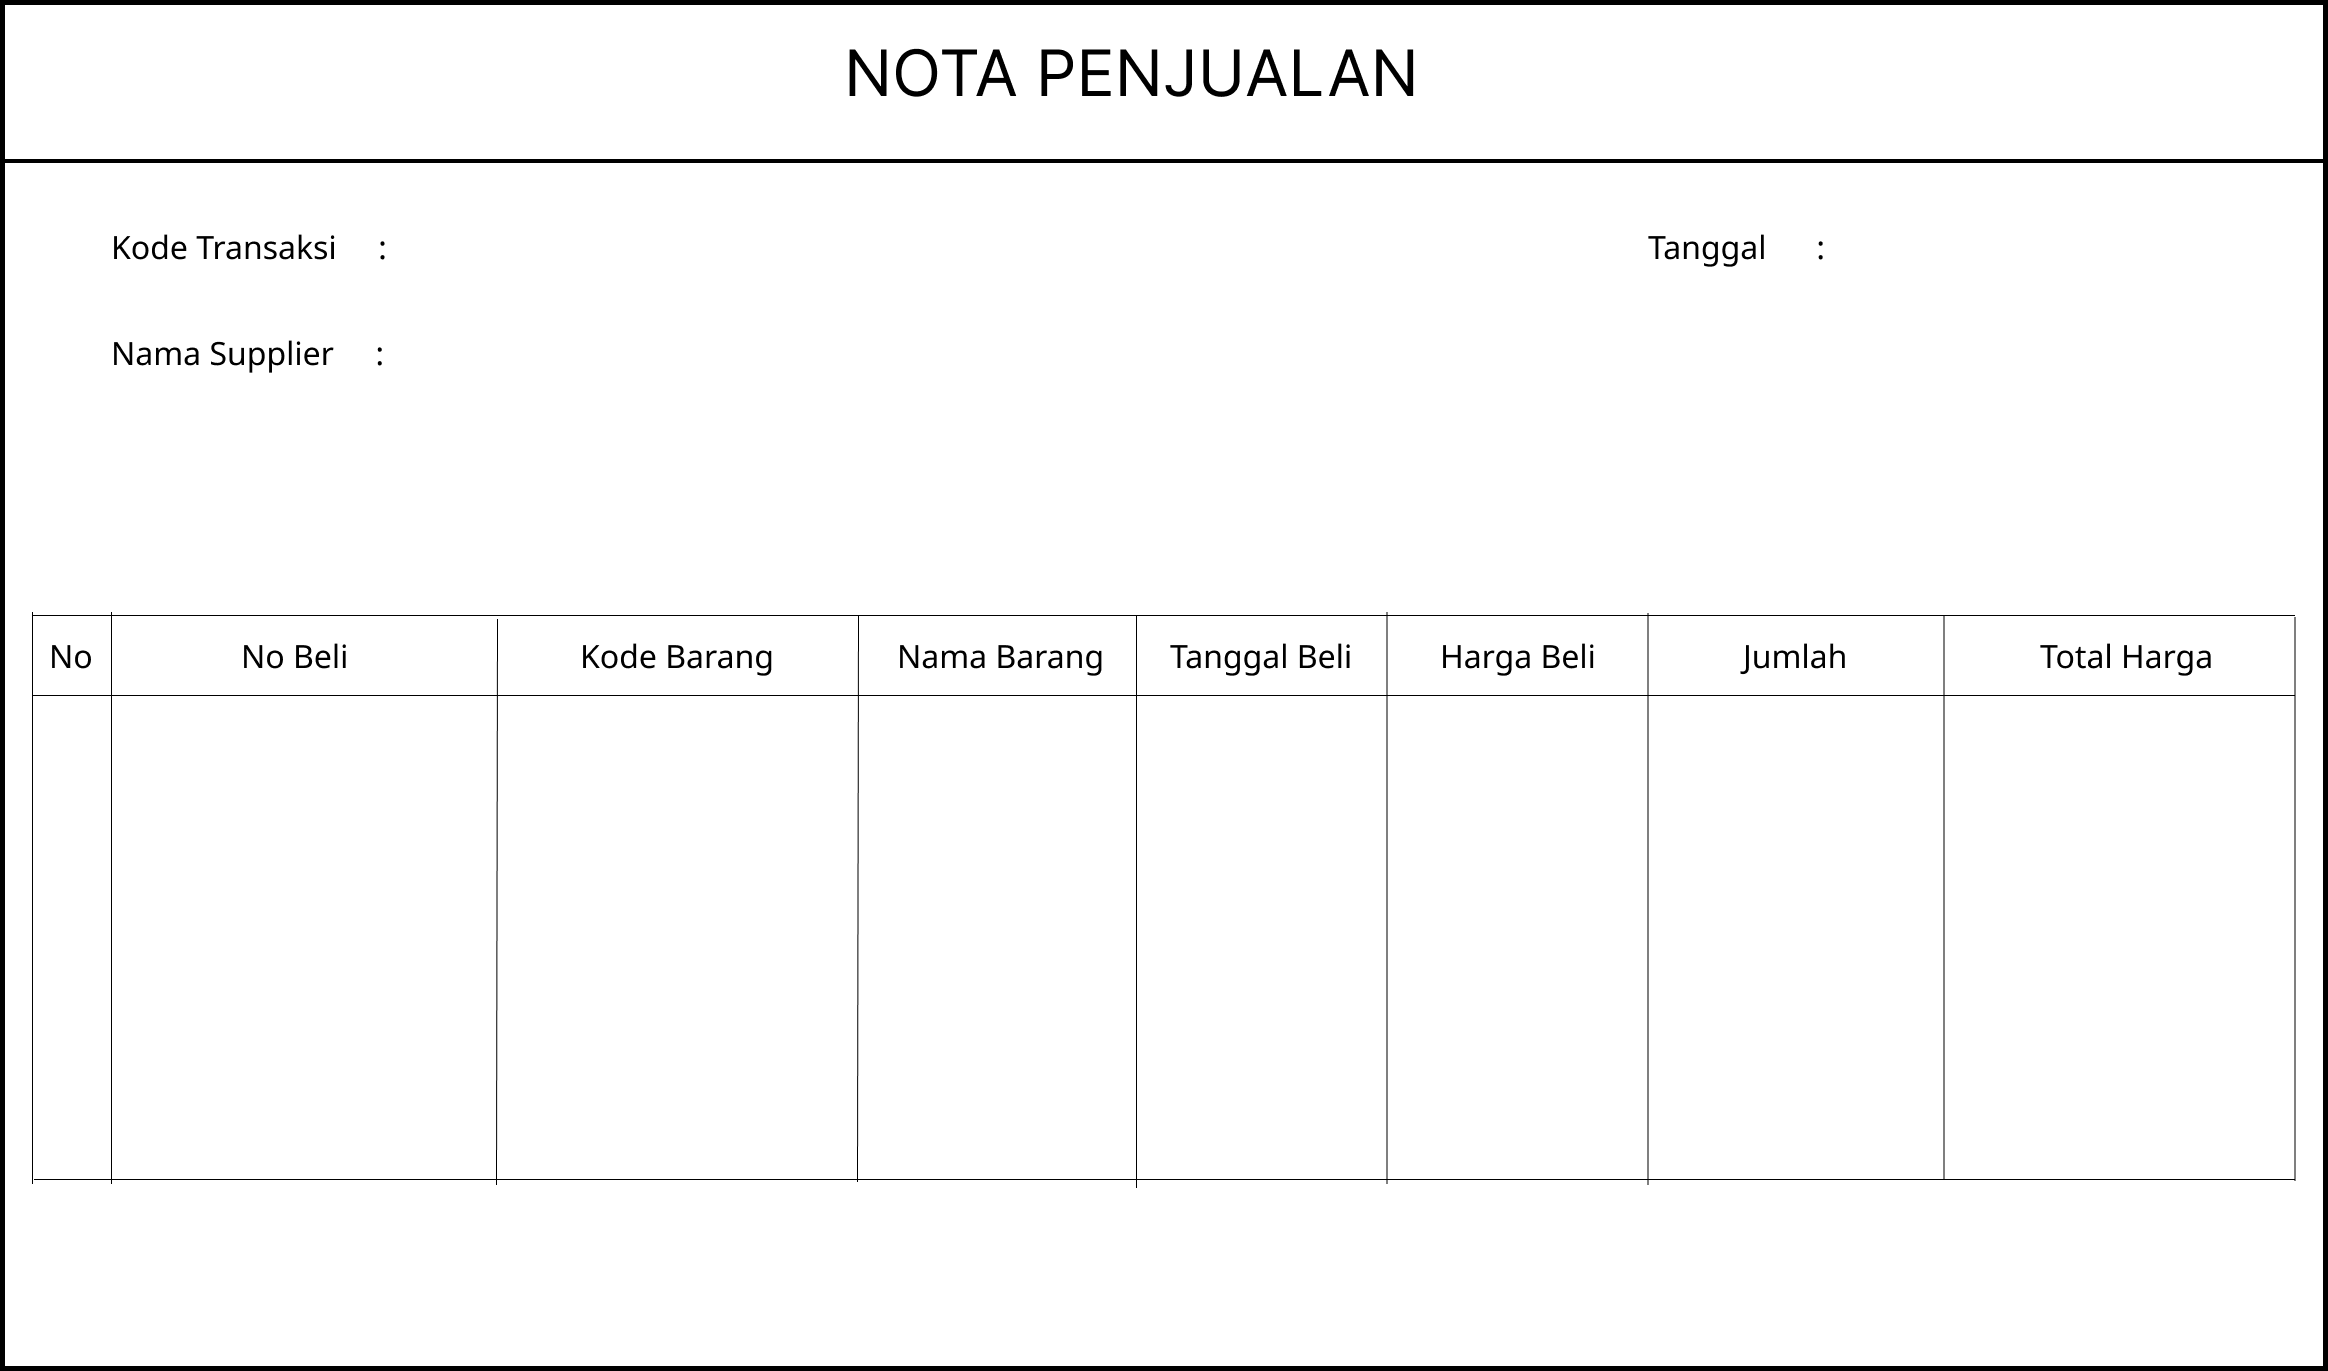 NOTA PENJUALAN
Kode Transaksi : Tanggal :
Nama Supplier :
No No Beli Kode Barang Nama Barang Tanggal Beli Harga Beli Jumlah Total Harga